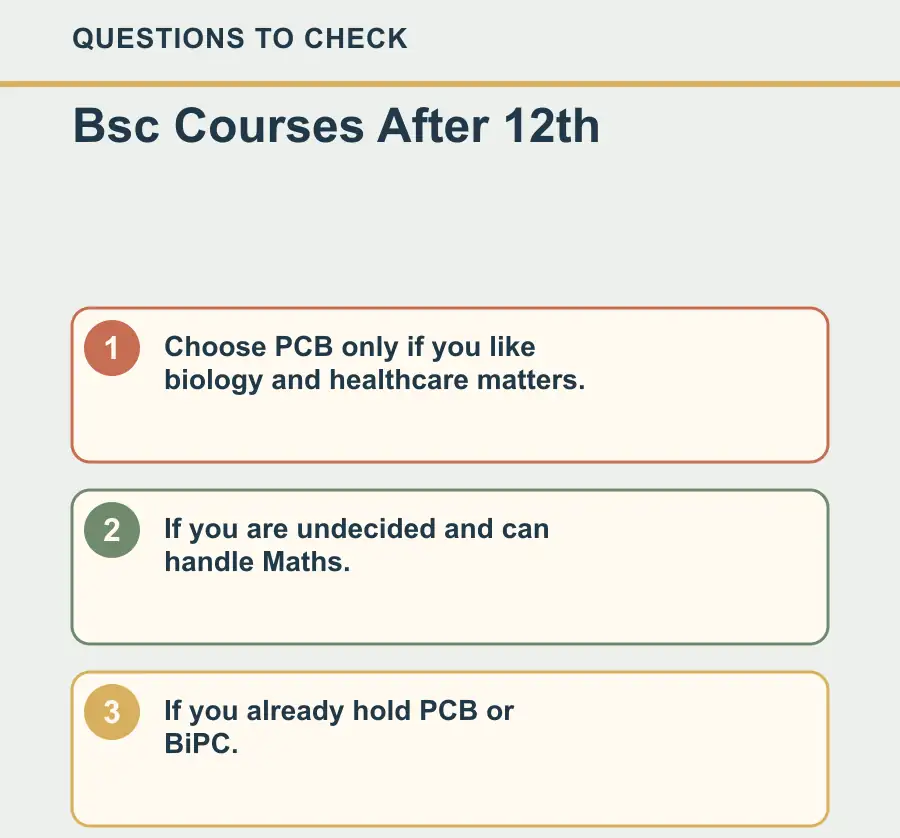 QUESTIONS TO CHECK
Bsc Courses After 12th
1
Choose PCB only if you like
biology and healthcare matters.
2
If you are undecided and can
handle Maths.
3
If you already hold PCB or
BiPC.